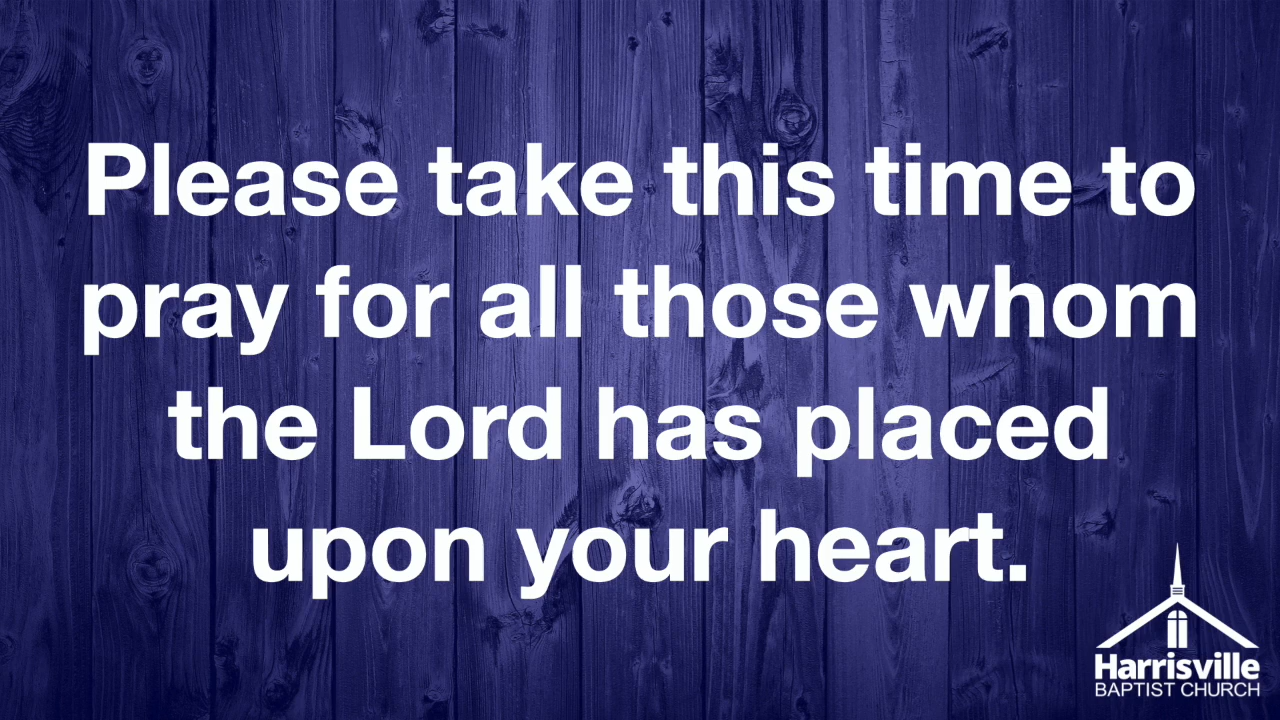 Please take this time to
pray for all those whom
the Lord has placed
upon your heart.
Harrisville
BAPTIST CHURCH